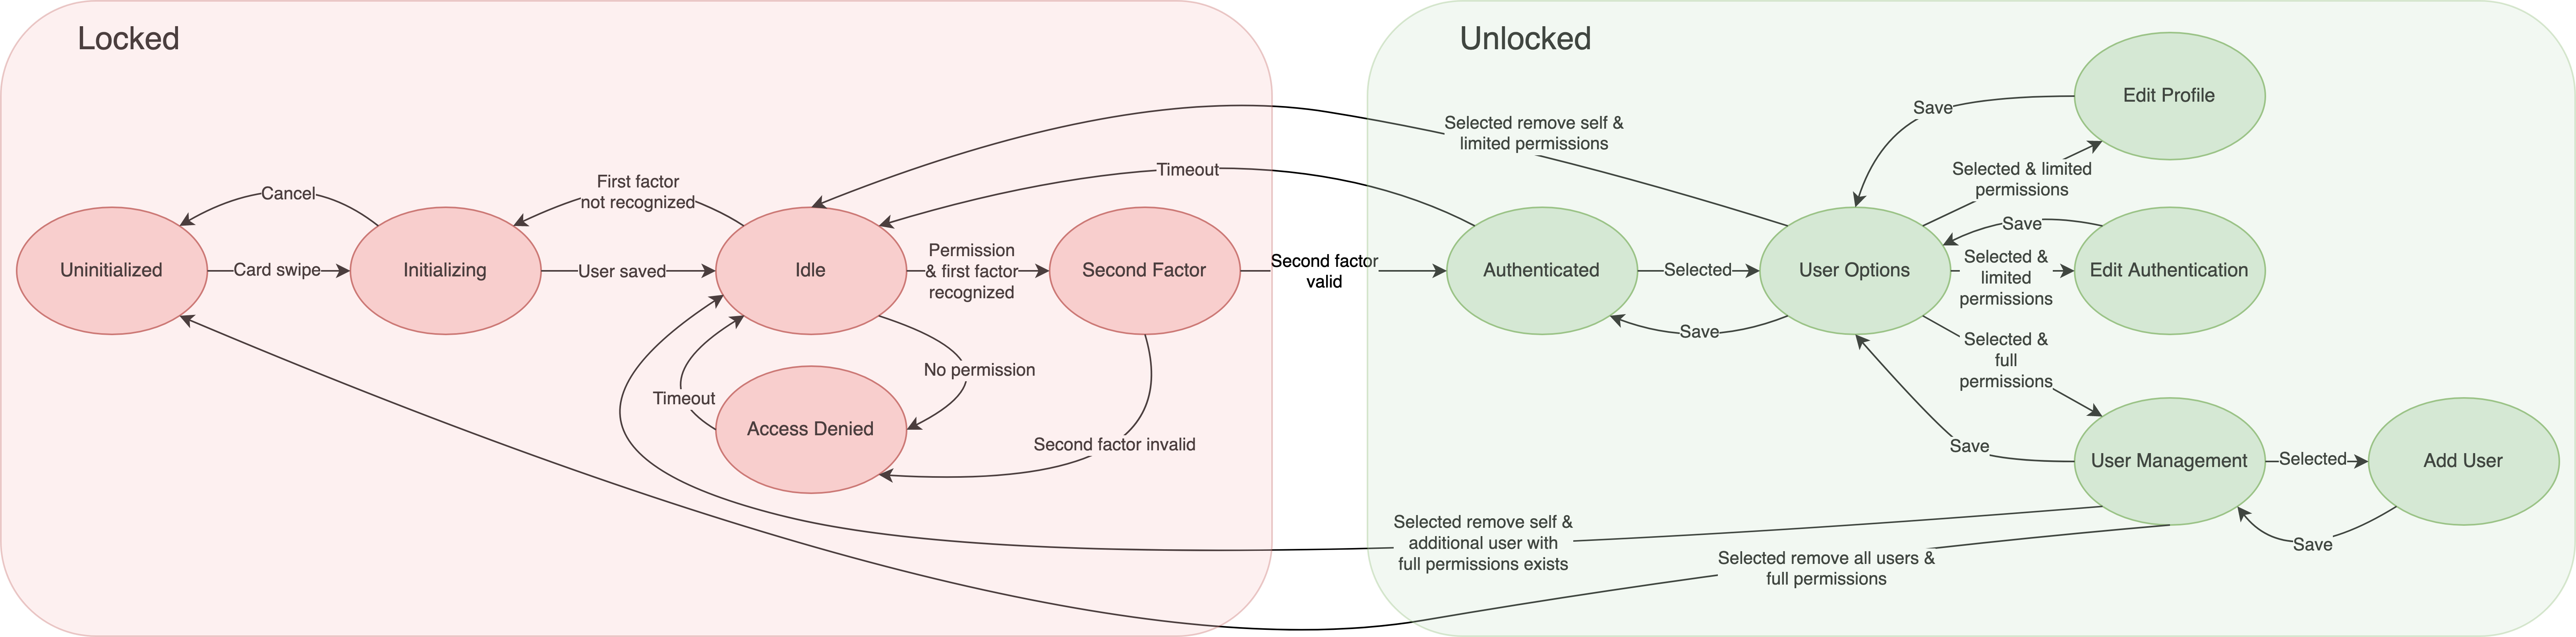 Locked
Unlocked
Edit Profile
Save
Selected remove self &
limited permissions
Timeout
Selected & limited
permissions
First factor
not recognized
Cancel
Save
Permission
& first factor
recognized
Second factor
valid
Selected &
limited
permissions
Uninitialized
Card swipe
Initializing
User saved
Idle
Second Factor
Authenticated
Selected
User Options
Edit Authentication
Save
Selected &
full
permissions
No permission
Timeout
Access Denied
Second factor invalid
Save
User Management
Selected
Add User
Selected remove self &
additional user with
full permissions exists
Save
Selected remove all users &
full permissions